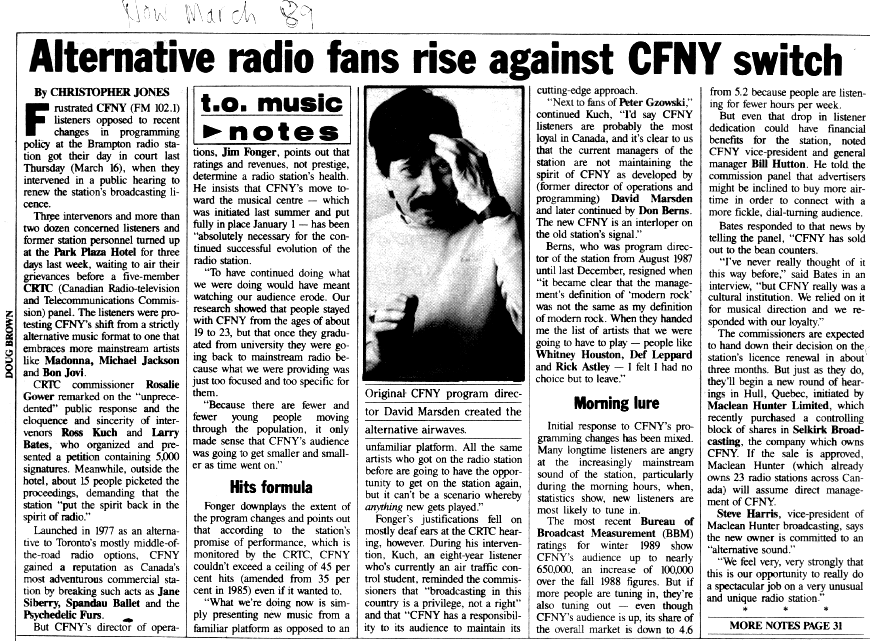 Now March 89
Alternative radio fans rise against CFNY switch
By CHRISTOPHER JONES
Frustrated CFNY (FM 102.1)
listeners opposed to recent
changes in programming
policy at the Brampton radio sta-
tion got their day in court last
Thursday (March 16), when they
intervened in a public hearing to
renew the station's broadcasting li-
cence.
Three intervenors and more than
two dozen concerned listeners and
former station personnel turned up
at the Park Plaza Hotel for three
days last week, waiting to air their
grievances before a five-member
CRTC (Canadian Radio-television
and Telecommunications Commis-
sion) panel. The listeners were pro-
testing CFNY's shift from a strictly
alternative music format to one that
embraces more mainstream artists
like Madonna, Michael Jackson
and Bon Jovi.
CRTC commissioner Rosalie
Gower remarked on the "unprece-
dented" public response and the
eloquence and sincerity of inter-
venors Ross Kuch and Larry
Bates, who organized and pre-
sented a petition containing 5,000
signatures. Meanwhile, outside the
hotel, about 15 people picketed the
proceedings, demanding that the
station "put the spirit back in the
spirit of radio."
Launched in 1977 as an alterna-
tive to Toronto's mostly middle-of-
the-road radio options, CFNY
gained a reputation as Canada's
most adventurous commercial sta-
tion by breaking such acts as Jane
Siberry, Spandau Ballet and the
Psychedelic Furs.
But CFNY's director of opera-
DOUG BROWN
t.o. music
►notes
tions, Jim Fonger, points out that
ratings and revenues, not prestige,
determine a radio station's health.
He insists that CFNY's move to-
ward the musical centre — which
was initiated last summer and put
fully in place January 1 — has been
"absolutely necessary for the con-
tinued successful evolution of the
radio station.
"To have continued doing what
we were doing would have meant
watching our audience erode. Our
research showed that people stayed
with CFNY from the ages of about
19 to 23, but that once they gradu-
ated from university they were go-
ing back to mainstream radio be-
cause what we were providing was
just too focused and too specific for
them.
"Because there are fewer and
fewer young people moving
through the population, it only
made sense that CFNY's audience
was going to get smaller and small-
er as time went on."
Hits formula
Fonger downplays the extent of
the program changes and points out
that according to the station's
promise of performance, which is
monitored by the CRTC, CFNY
couldn't exceed a ceiling of 45 per
cent hits (amended from 35 per
cent in 1985) even if it wanted to.
"What we're doing now is sim-
ply presenting new music from a
familiar platform as opposed to an
Original CFNY program direc-
tor David Marsden created the
alternative airwaves.
unfamiliar platform. All the same
artists who got on the radio station
before are going to have the oppor-
tunity to get on the station again,
but it can't be a scenario whereby
anything new gets played."
Fonger's justifications fell on
mostly deaf ears at the CRTC hear-
ing, however. During his interven-
tion, Kuch, an eight-year listener
who's currently an air traffic con-
trol student, reminded the commis-
sioners that "broadcasting in this
country is a privilege, not a right"
and that "CFNY has a responsibil-
ity to its audience to maintain its
cutting-edge approach.
"Next to fans of Peter Gzowski,"
continued Kuch, "I'd say CFNY
listeners are probably the most
loyal in Canada, and it's clear to us
that the current managers of the
station are not maintaining the
spirit of CFNY as developed by
(former director of operations and
programming) David Marsden
and later continued by Don Berns.
The new CFNY is an interloper on
the old station's signal."
Berns, who was program direc-
tor of the station from August 1987
until last December, resigned when
"it became clear that the manage-
ment's definition of 'modern rock'
was not the same as my definition
of modern rock. When they handed
me the list of artists that we were
going to have to play — people like
Whitney Houston, Def Leppard
and Rick Astley — I felt I had no
choice but to leave."
Morning lure
Initial response to CFNY's pro-
gramming changes has been mixed.
Many longtime listeners are angry
at the increasingly mainstream
sound of the station, particularly
during the morning hours, when,
statistics show, new listeners are
most likely to tune in.
The most recent Bureau of
Broadcast Measurement (BBM)
ratings for winter 1989 show
CFNY's audience up to nearly
650,000, an increase of 100,000
over the fall 1988 figures. But if
more people are tuning in, they're
also tuning out — even though
CFNY's audience is up, its share of
the overall market is down to 4.6
from 5.2 because people are listen-
ing for fewer hours per week.
But even that drop in listener
dedication could have financial
benefits for the station, noted
CFNY vice-president and general
manager Bill Hutton. He told the
commission panel that advertisers
might be inclined to buy more air-
time in order to connect with a
more fickle, dial-turning audience.
Bates responded to that news by
telling the panel, "CFNY has sold
out to the bean counters.
"I've never really thought of it
this way before," said Bates in an
interview, "but CFNY really was a
cultural institution. We relied on it
for musical direction and we re-
sponded with our loyalty."
The commissioners are expected
to hand down their decision on the
station's licence renewal in about
three months. But just as they do,
they'll begin a new round of hear-
ings in Hull, Quebec, initiated by
Maclean Hunter Limited, which
recently purchased a controlling
block of shares in Selkirk Broad-
casting, the company which owns
CFNY. If the sale is approved,
Maclean Hunter (which already
owns 23 radio stations across Can-
ada) will assume direct manage-
ment of CFNY.
Steve Harris, vice-president of
Maclean Hunter broadcasting, says
the new owner is committed to an
"alternative sound."
"We feel very, very strongly that
this is our opportunity to really do
a spectacular job on a very unusual
and unique radio station."
* * *
MORE NOTES PAGE 31